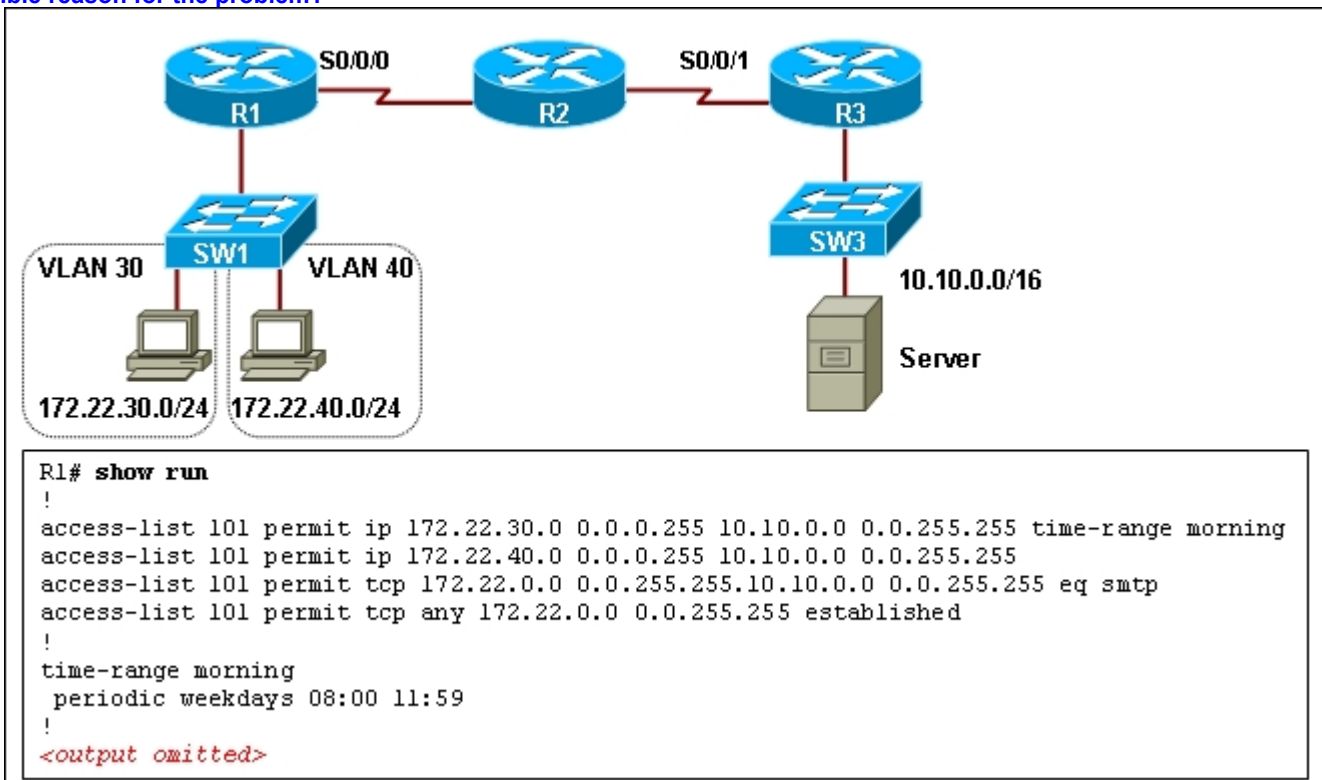 ible reason for the problem?
S0/0/0
S0/0/1
R1
R2
R3
SW1
SW3
VLAN 30
VLAN 40
10.10.0.0/16
Server
172.22.30.0/24
172.22.40.0/24
R1# show run
!
access-list 101 permit ip 172.22.30.0 0.0.0.255 10.10.0.0 0.0.255.255 time-range morning
access-list 101 permit ip 172.22.40.0 0.0.0.255 10.10.0.0 0.0.255.255
access-list 101 permit tcp 172.22.0.0 0.0.255.255.10.10.0.0 0.0.255.255 eq smtp
access-list 101 permit tcp any 172.22.0.0 0.0.255.255 established
!
time-range morning
periodic weekdays 08:00 11:59
!
<output omitted>